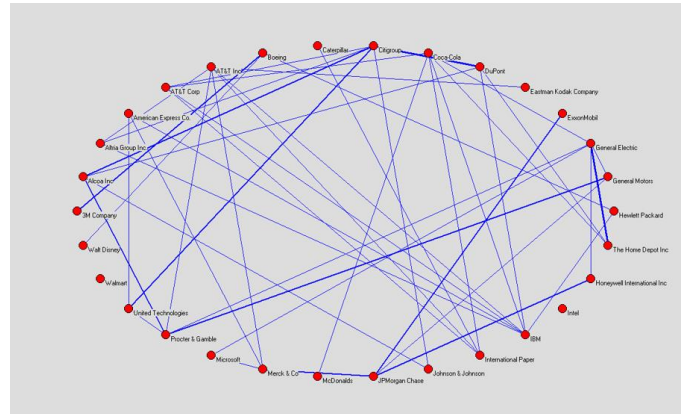 Caterpillar
Citigroup
Boeing
Coca-Cola
AT&T Inc
DuPont
AT&T Corp
Eastman Kodak Company
American Express Co.
ExxonMobil
Altria Group Inc
General Electric
Alcoa Inc
General Motors
3M Company
Hewlett Packard
Walt Disney
The Home Depot Inc
Walmart
Honeywell International Inc
United Technologies
Intel
Procter & Gamble
IBM
Microsoft
International Paper
Merck & Co
Johnson & Johnson
McDonalds
JPMorgan Chase